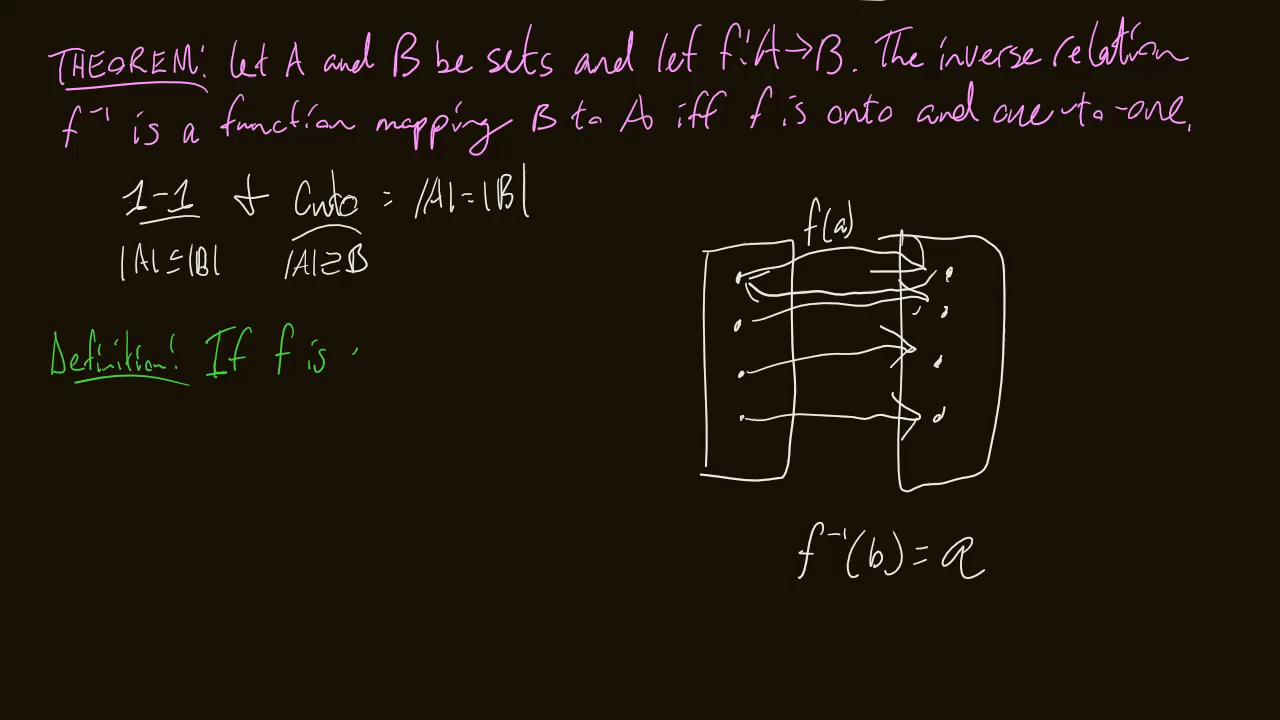 THEOREM: Let A and B be sets and let f: A→B. The inverse relation
f⁻¹ is a function mapping B to A iff f is onto and one-to-one.
1-1 + Onto = |A|=|B|
|A|≤|B| |A|≥B
f(a)
Definition: If f is
f⁻¹(b) = a